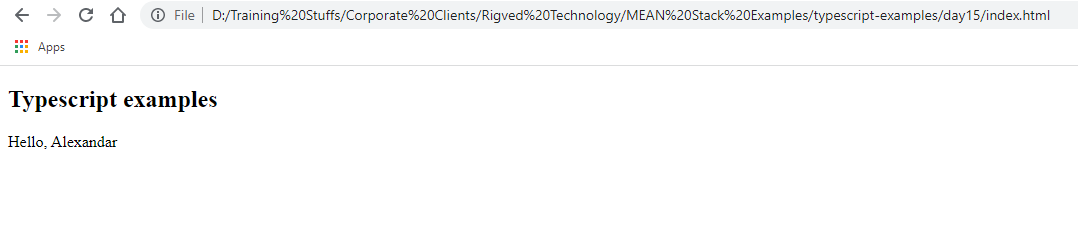 File D:/Training%20Stuffs/Corporate%20Clients/Rigved%20Technology/MEAN%20Stack%20Examples/typescript-examples/day15/index.html
Apps
Typescript examples
Hello, Alexandar